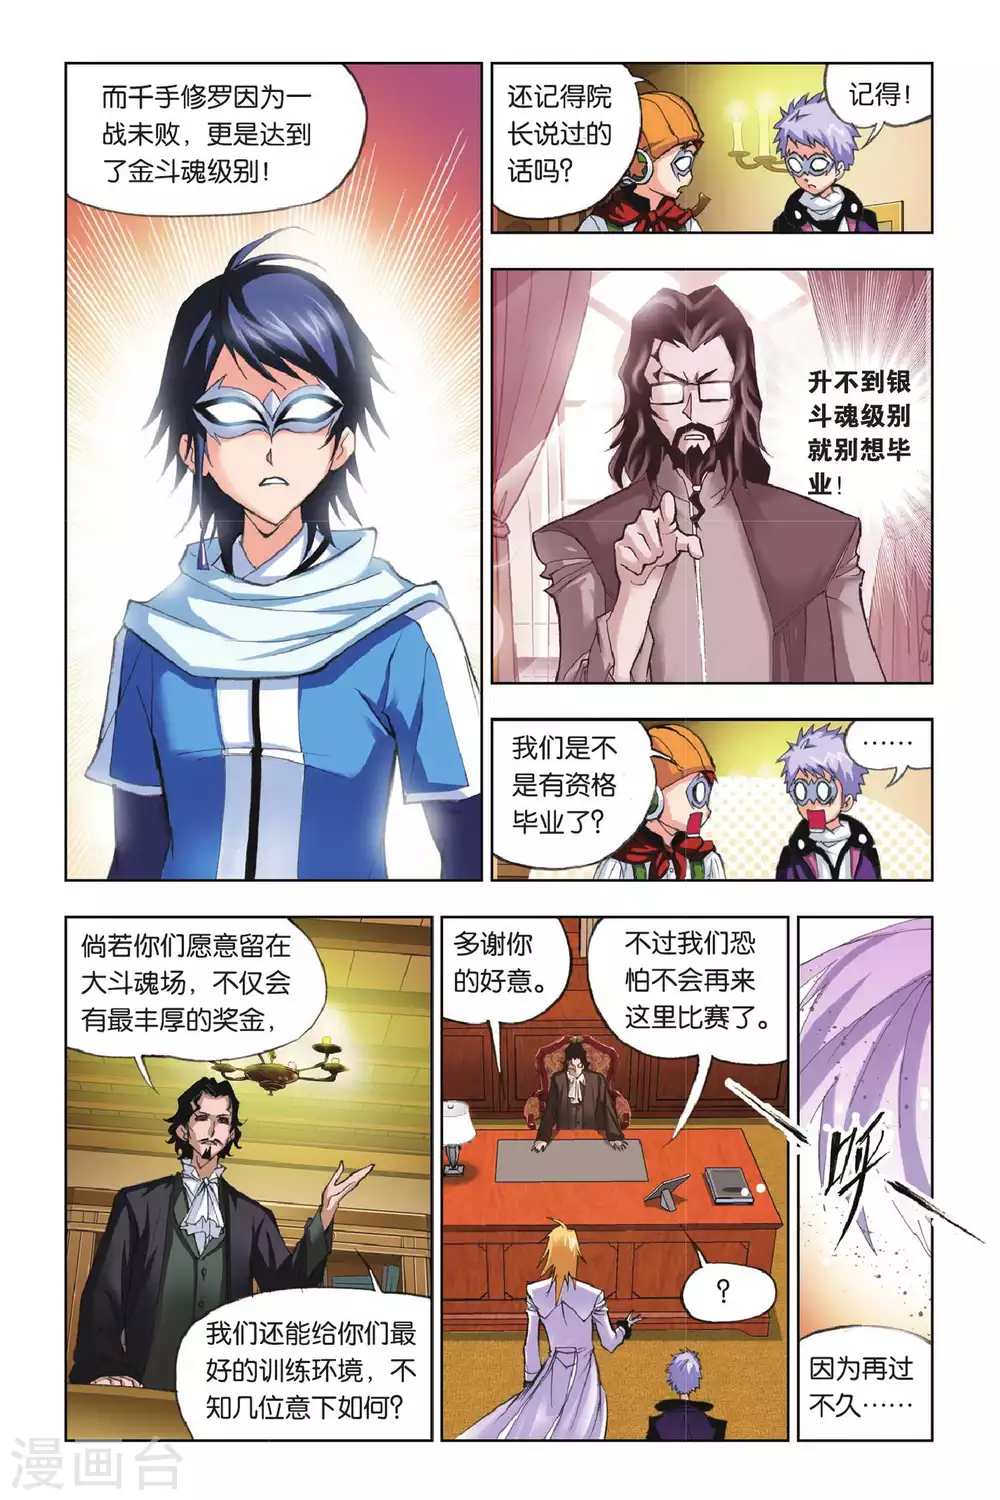 而千手修罗因为一
战未败，更是达到
了金斗魂级别！
还记得院
长说过的
话吗？
记得！
升不到银
斗魂级别
就别想毕
业！
我们是不
是有资格
毕业了？
……
倘若你们愿意留在
大斗魂场，不仅会
有最丰厚的奖金，
我们还能给你们最
好的训练环境，不
知几位意下如何？
多谢你
的好意。
不过我们恐
怕不会再来
这里比赛了。
？
呼
因为再过
不久……
漫画台